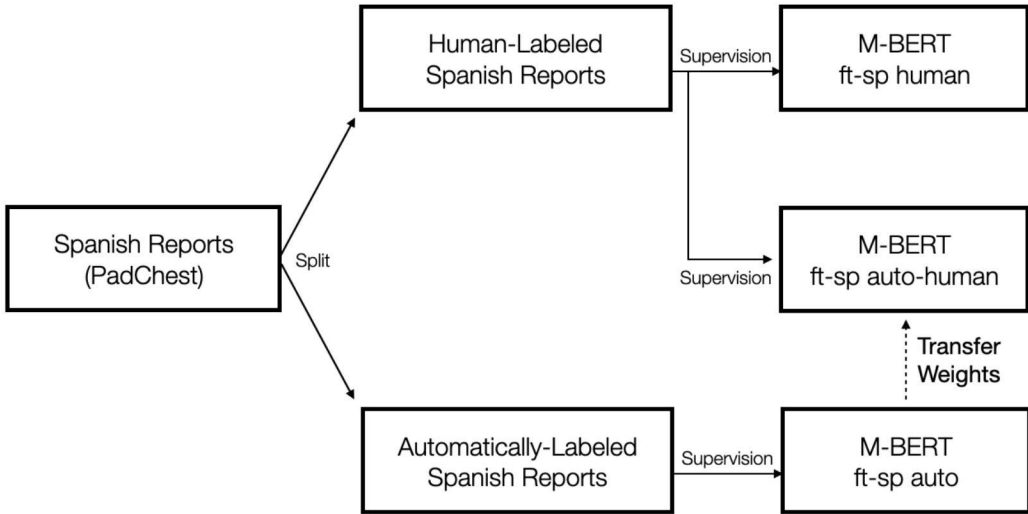 Human-Labeled
Spanish Reports
Supervision
M-BERT
ft-sp human
Spanish Reports
(PadChest)
Split
Supervision
M-BERT
ft-sp auto-human
Transfer
Weights
Automatically-Labeled
Spanish Reports
Supervision
M-BERT
ft-sp auto